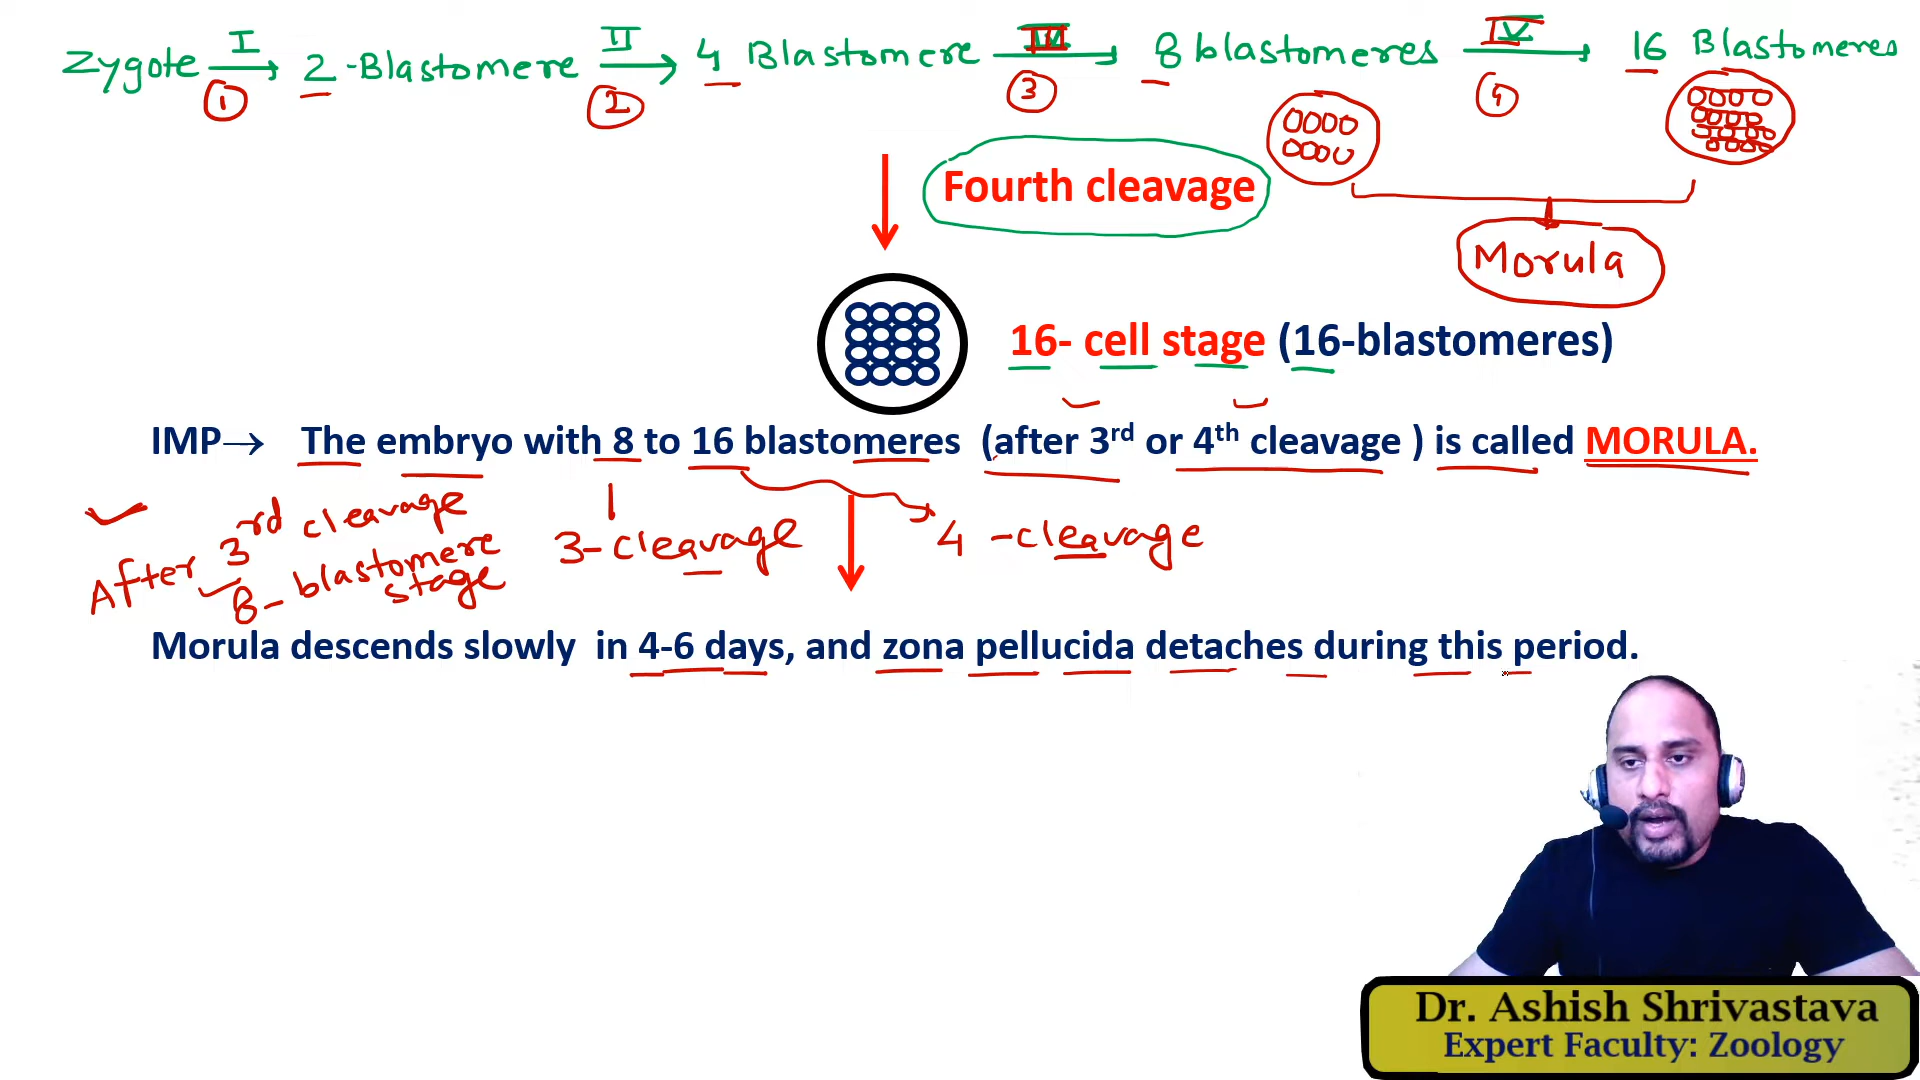 Zygote I → 2-Blastomere II → 4 Blastomere III → 8 blastomeres IV → 16 Blastomeres
1 2 3 4
Fourth cleavage
Morula
16- cell stage (16-blastomeres)
IMP→ The embryo with 8 to 16 blastomeres (after 3rd or 4th cleavage ) is called MORULA.
After 3rd cleavage
8- blastomere
stage
3-cleavage
4 -cleavage
Morula descends slowly in 4-6 days, and zona pellucida detaches during this period.
Dr. Ashish Shrivastava
Expert Faculty: Zoology